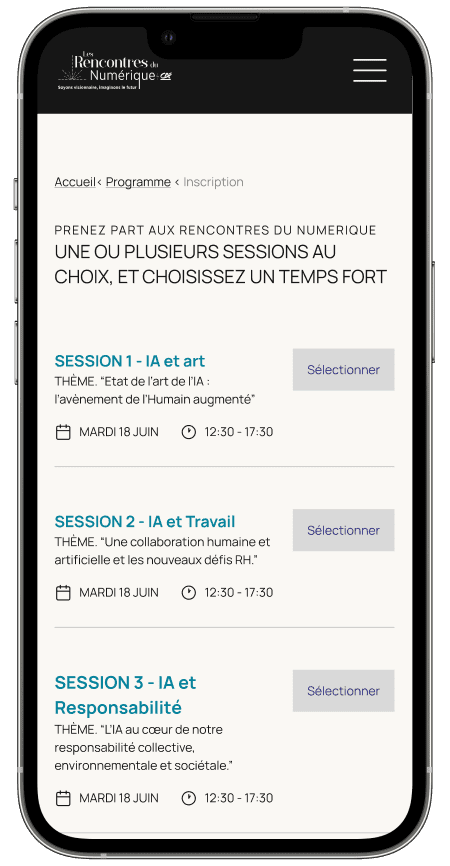 Les
Rencontres du
Numérique
Soyons visionnaire, imaginons le futur !
Accueil‹ Programme ‹ Inscription
PRENEZ PART AUX RENCONTRES DU NUMERIQUE
UNE OU PLUSIEURS SESSIONS AU
CHOIX, ET CHOISISSEZ UN TEMPS FORT
SESSION 1 - IA et art
Sélectionner
THÈME. “Etat de l’art de l’IA :
l’avènement de l’Humain augmenté”
MARDI 18 JUIN 12:30 - 17:30
SESSION 2 - IA et Travail
Sélectionner
THÈME. “Une collaboration humaine et
artificielle et les nouveaux défis RH.”
MARDI 18 JUIN 12:30 - 17:30
SESSION 3 - IA et
Responsabilité
Sélectionner
THÈME. “L’IA au cœur de notre
responsabilité collective,
environnementale et sociétale.”
MARDI 18 JUIN 12:30 - 17:30